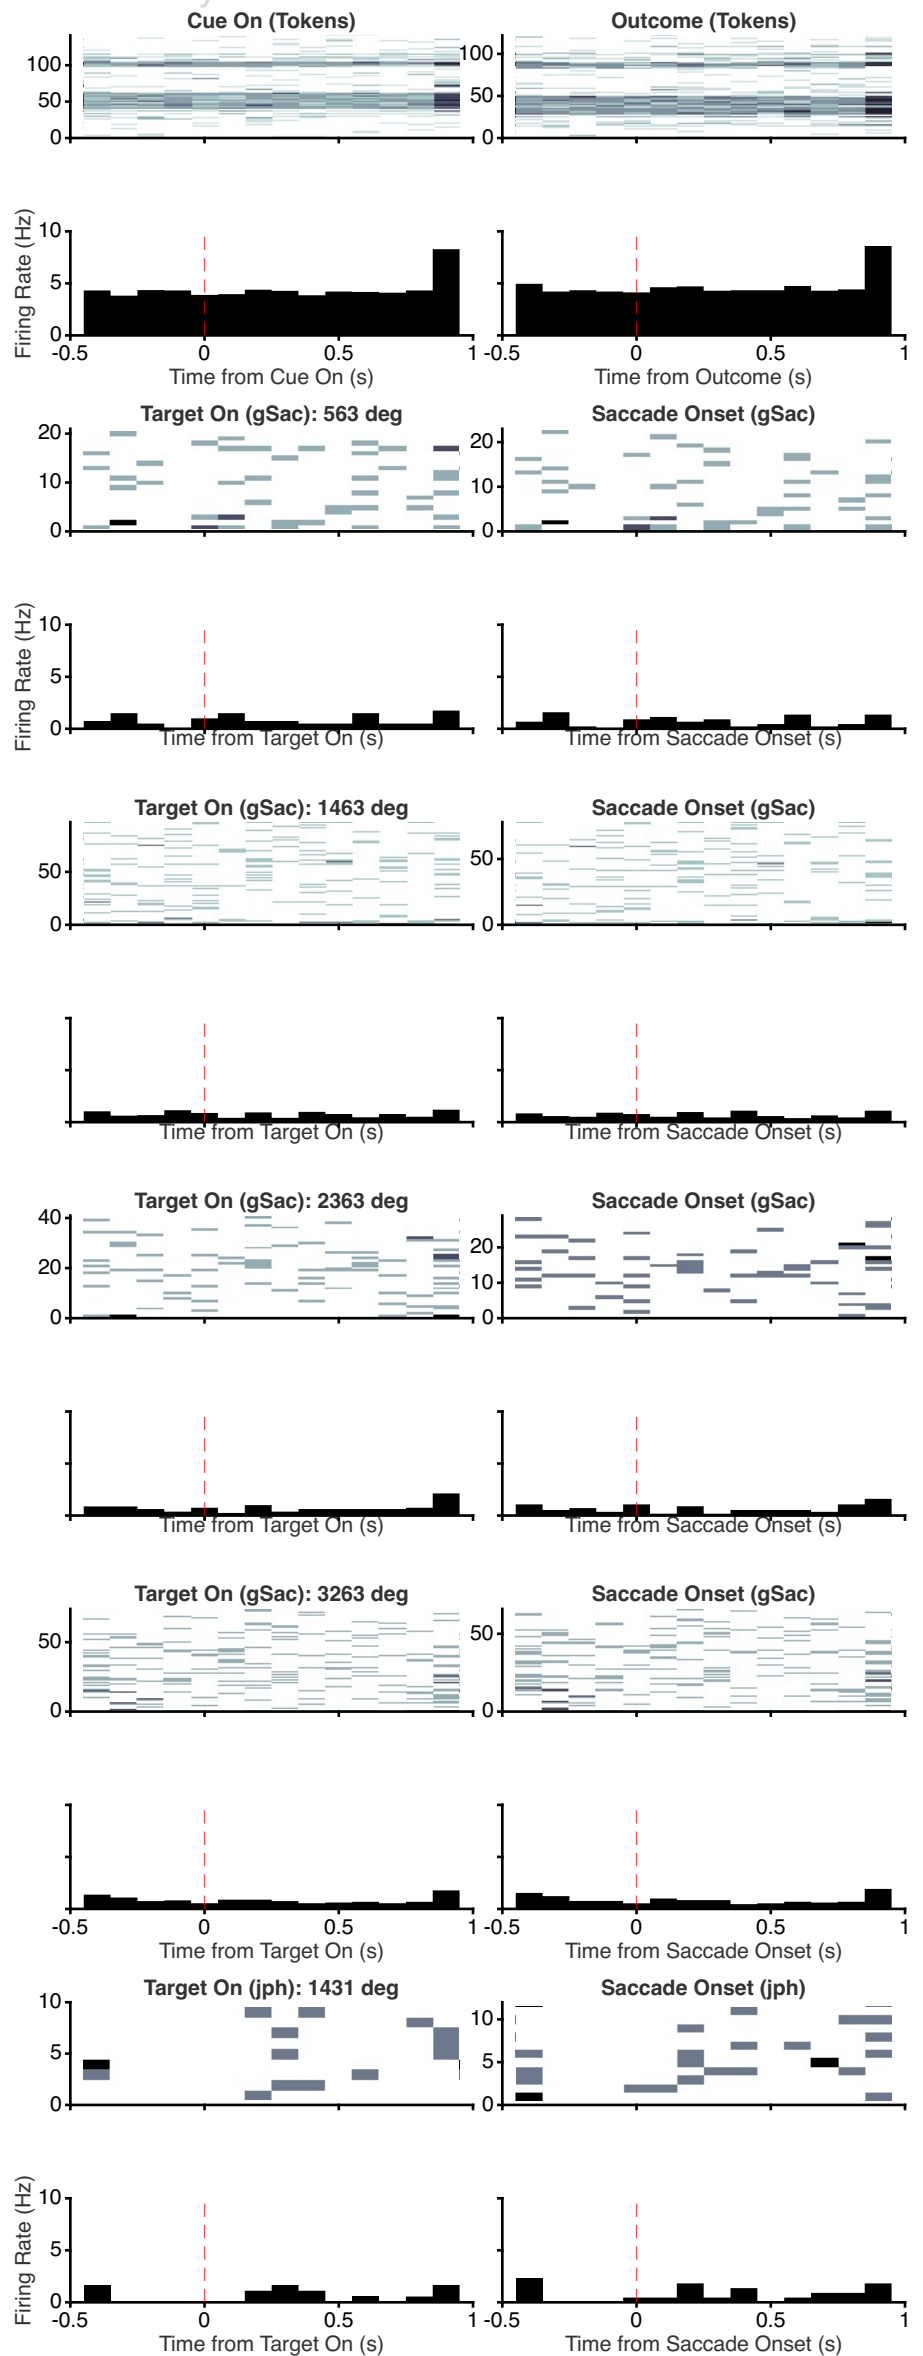 Cue On (Tokens) Outcome (Tokens)
100 100
50 50
0 0
Firing Rate (Hz)
10
5
0
-0.5 0 0.5 1 -0.5 0 0.5 1
Time from Cue On (s) Time from Outcome (s)
Target On (gSac): 563 deg Saccade Onset (gSac)
20 20
10 10
0 0
Firing Rate (Hz)
10
5
0
Time from Target On (s) Time from Saccade Onset (s)
Target On (gSac): 1463 deg Saccade Onset (gSac)
50 50
0 0
Time from Target On (s) Time from Saccade Onset (s)
Target On (gSac): 2363 deg Saccade Onset (gSac)
40
20 20
10
0 0
Time from Target On (s) Time from Saccade Onset (s)
Target On (gSac): 3263 deg Saccade Onset (gSac)
50 50
0 0
-0.5 0 0.5 1 -0.5 0 0.5 1
Time from Target On (s) Time from Saccade Onset (s)
Target On (jph): 1431 deg Saccade Onset (jph)
10 10
5 5
0 0
Firing Rate (Hz)
10
5
0
-0.5 0 0.5 1 -0.5 0 0.5 1
Time from Target On (s) Time from Saccade Onset (s)